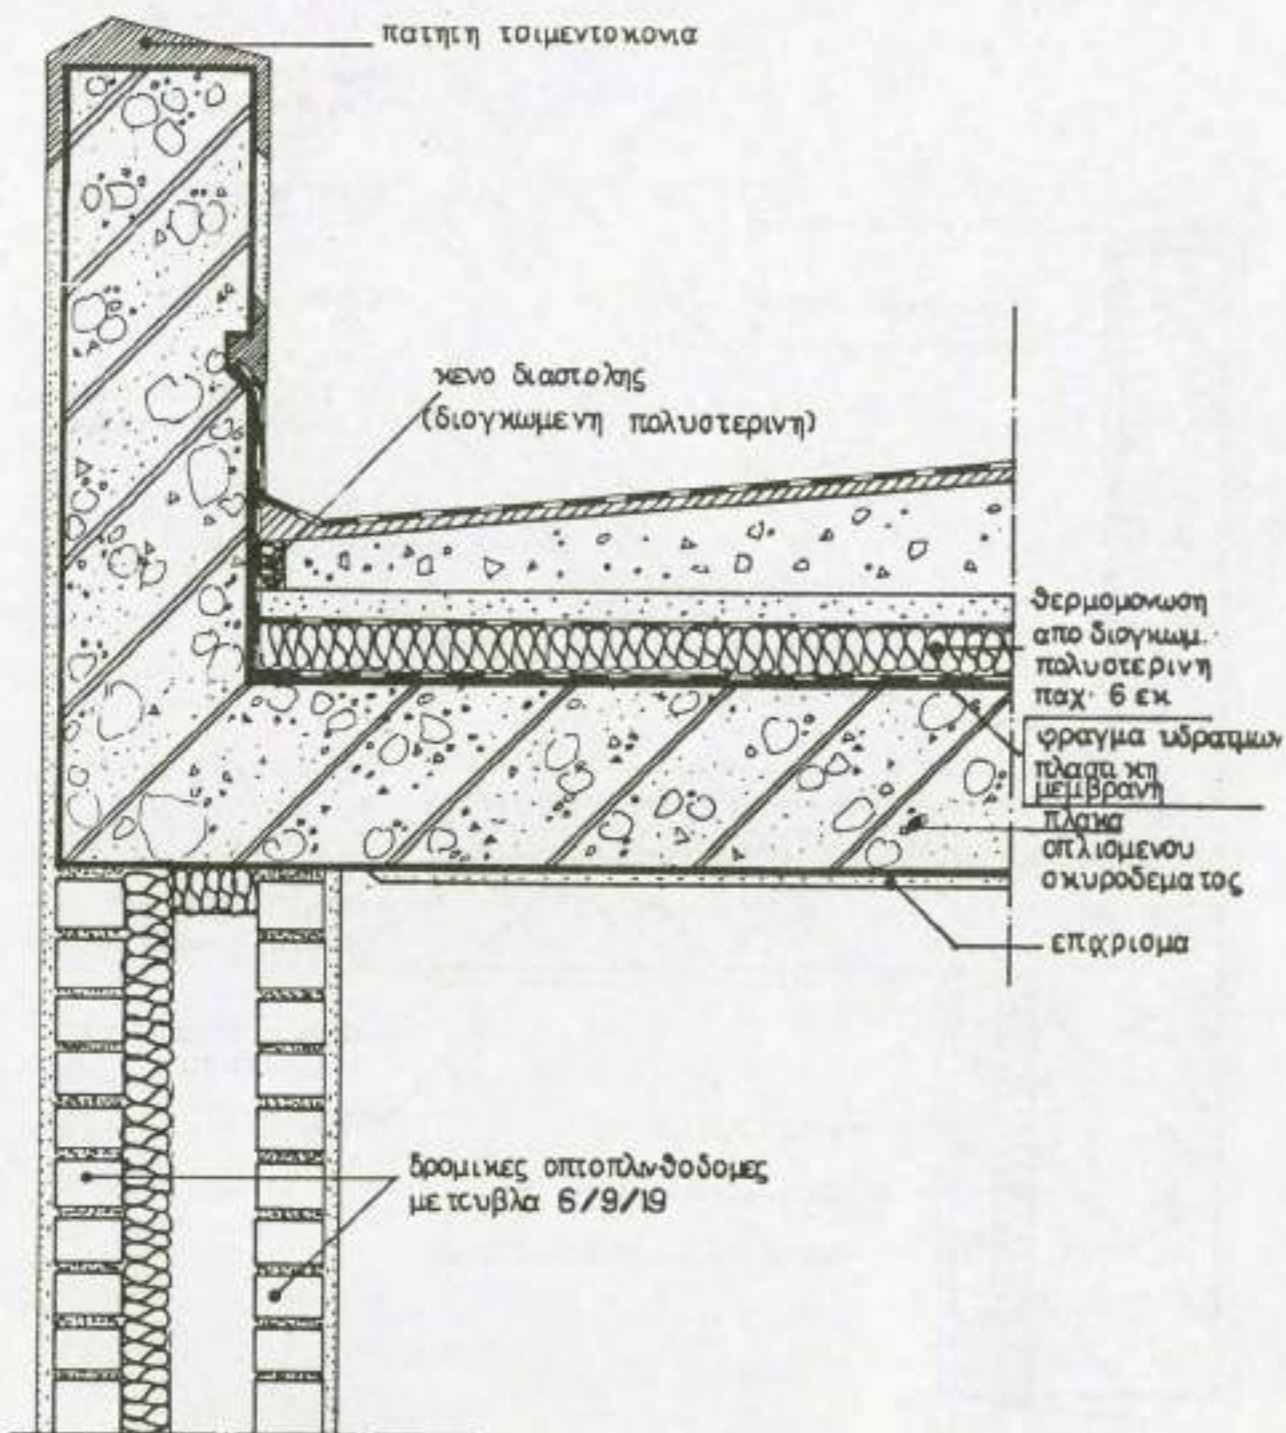 πατητη τσιμεντοκονια
κενο διαστολης
(διογκωμενη πολυστερινη)
θερμομονωση
απο διογκωμ.
πολυστερινη
παχ· 6 εκ
φραγμα υδρατμων
πλαστικη
μεμβρανη
πλακα
οπλισμενου
σκυροδεματος
επιχρισμα
δρομικες οπτοπλινθοδομες
με τουβλα 6/9/19